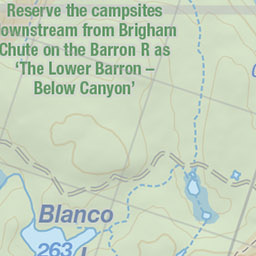 Reserve the campsites
ownstream from Brigham
Chute on the Barron R as
‘The Lower Barron –
Below Canyon’
Blanco
263
L